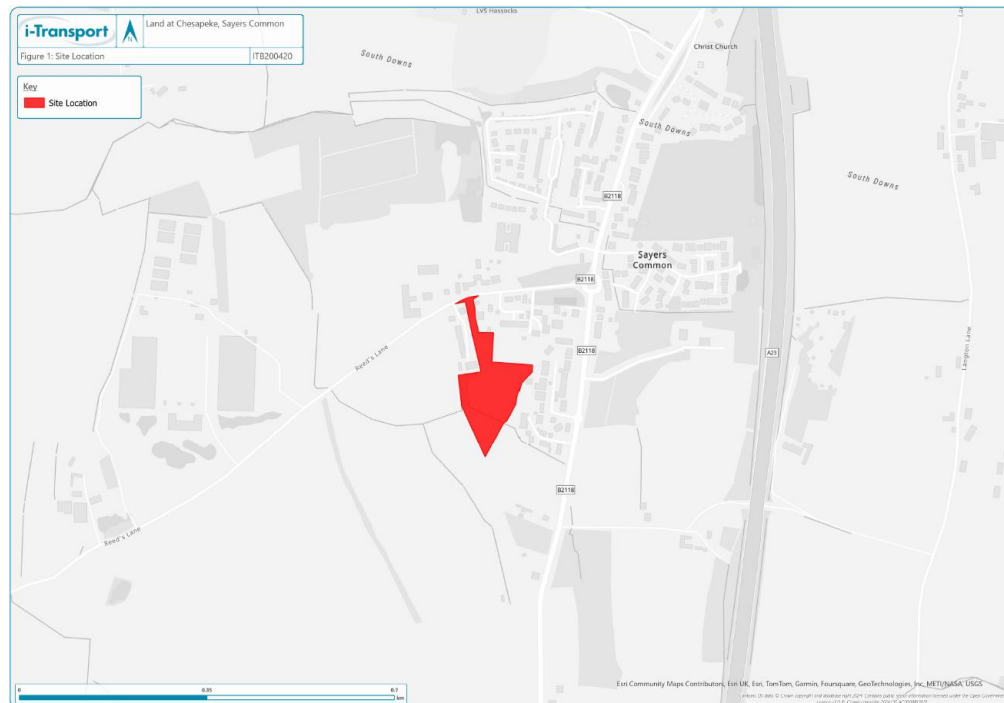 i-Transport
N
Land at Chesapeke, Sayers Common
Figure 1: Site Location
ITB200420
Key
Site Location
LVS Hassocks
Christ Church
South Downs
South Downs
South Downs
B2118
Sayers
Common
B2118
B2118
A23
Reed's Lane
Langton Lane
B2118
Reed's Lane
0
0.35
0.7
km
Esri Community Maps Contributors, Esri UK, Esri, TomTom, Garmin, Foursquare, GeoTechnologies, Inc, METI/NASA, USGS